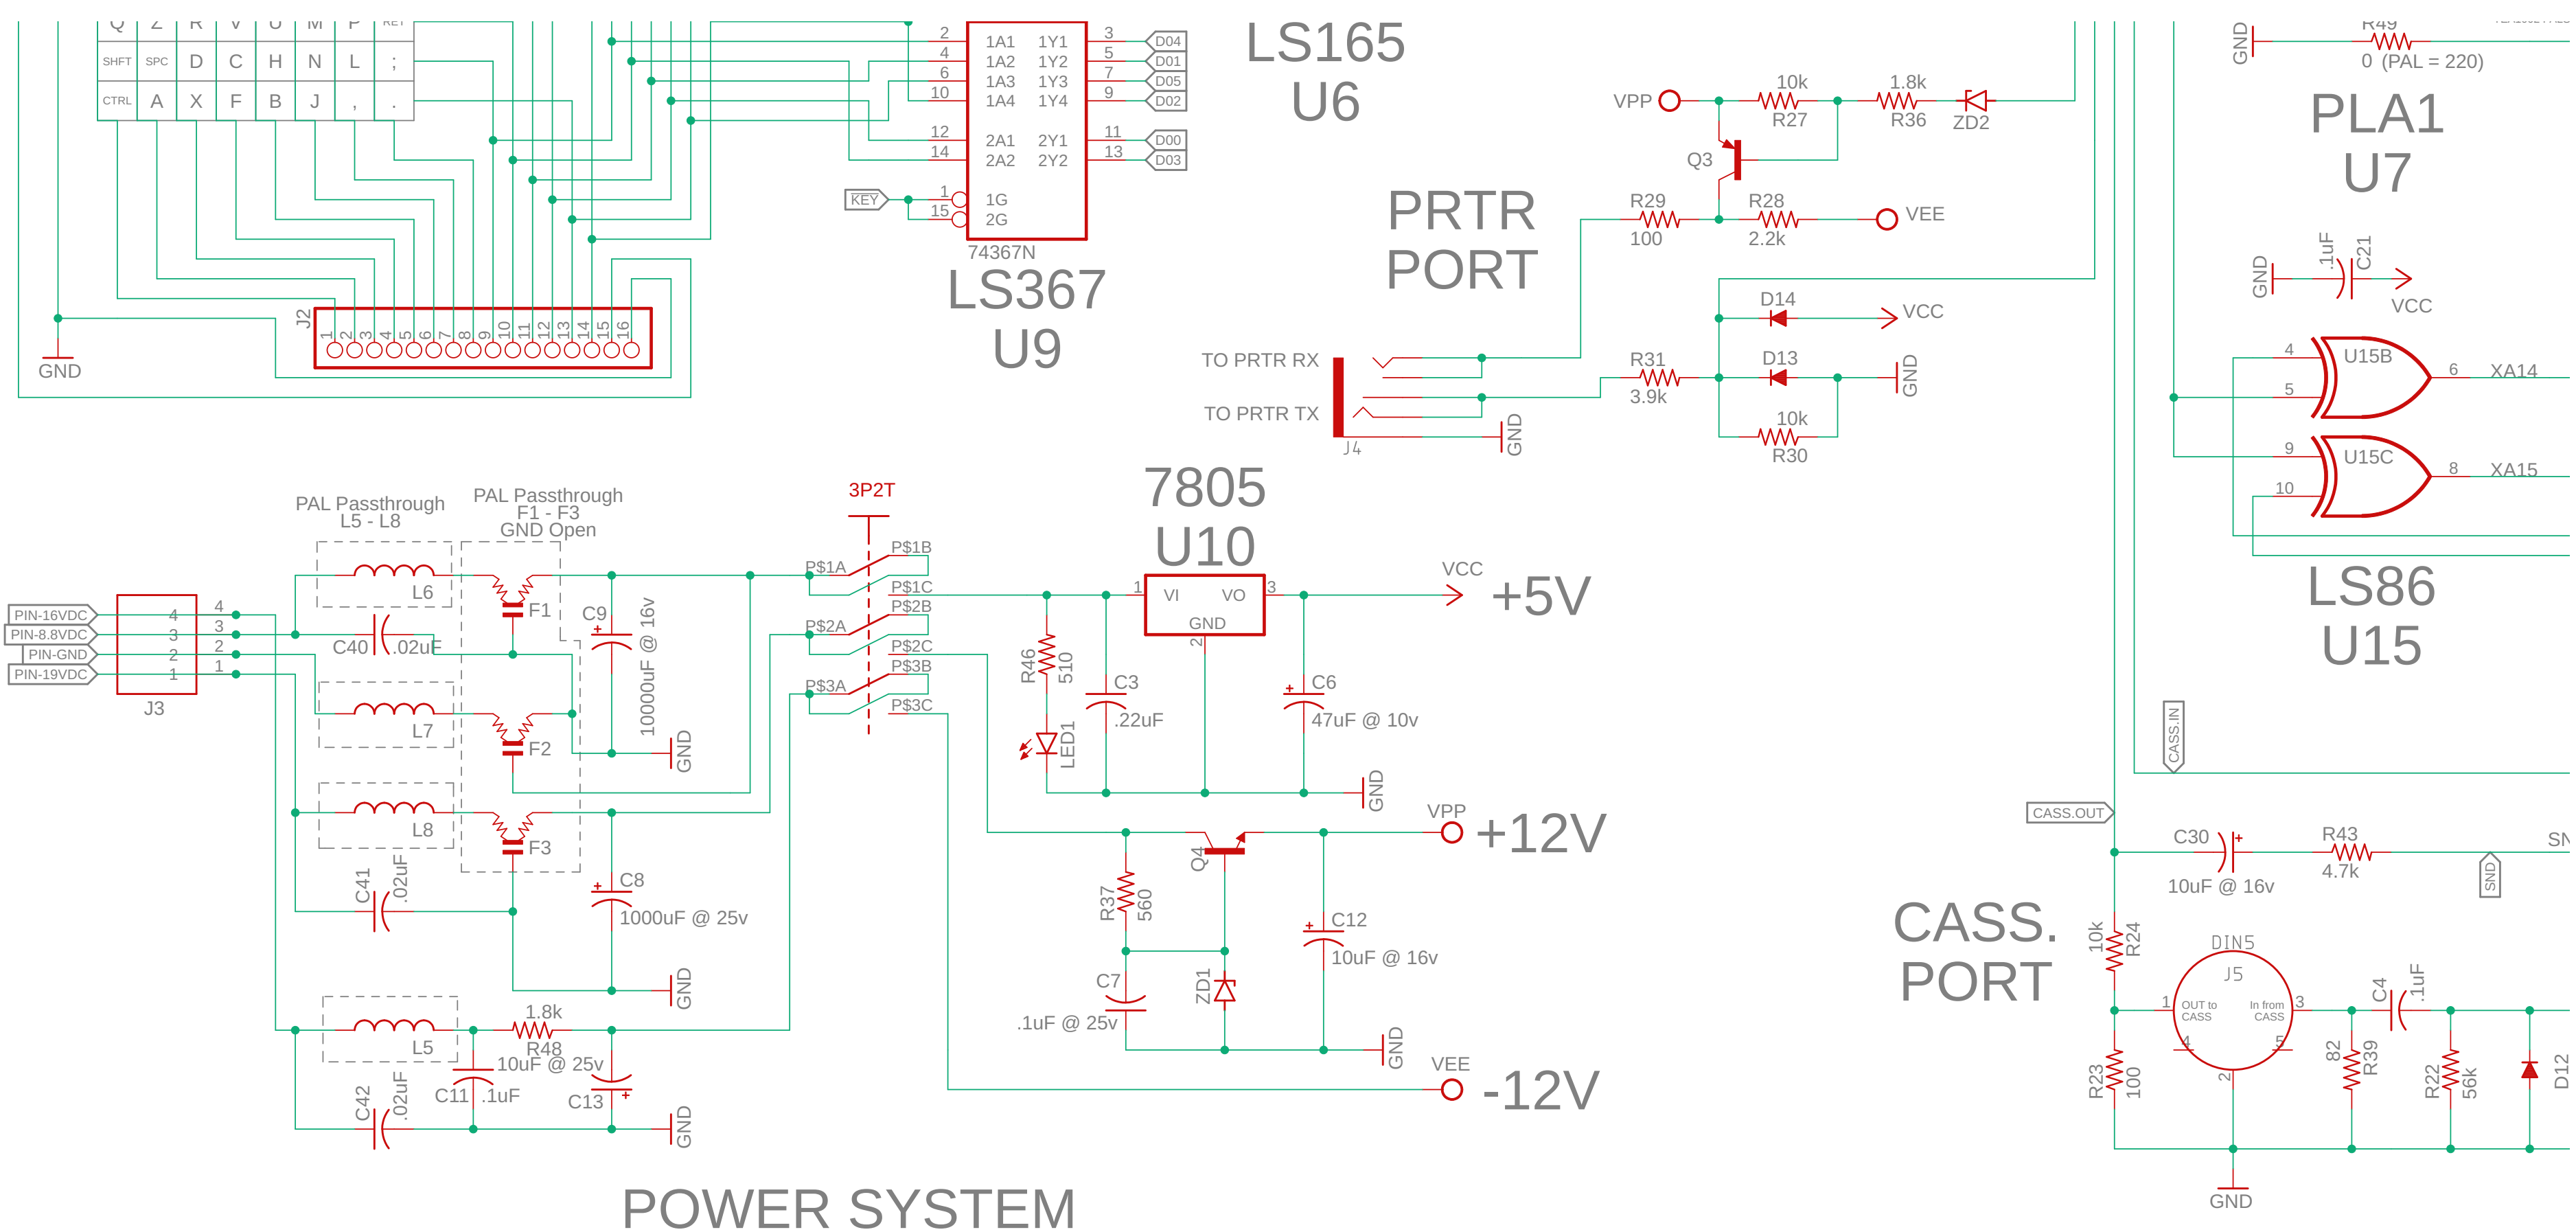 Q Z R V U M P RET
SHFT SPC D C H N L ;
CTRL A X F B J , .
2 1A1 1Y1 3 D04
4 1A2 1Y2 5 D01
6 1A3 1Y3 7 D05
10 1A4 1Y4 9 D02
12 2A1 2Y1 11 D00
14 2A2 2Y2 13 D03
KEY 1 1G
15 2G
74367N
LS367
U9
J2
1 2 3 4 5 6 7 8 9 10 11 12 13 14 15 16
GND
LS165
U6
VPP
10k
R27
1.8k
R36
ZD2
Q3
R29
100
R28
2.2k
VEE
PRTR
PORT
D14
VCC
TO PRTR RX
TO PRTR TX
J4
GND
R31
3.9k
D13
GND
10k
R30
GND
R49
0 (PAL = 220)
PLA1
U7
GND
.1uF
C21
VCC
4
5
U15B
6
XA14
9
10
U15C
8
XA15
LS86
U15
PAL Passthrough
L5 - L8
PAL Passthrough
F1 - F3
GND Open
PIN-16VDC
PIN-8.8VDC
PIN-GND
PIN-19VDC
4 4
3 3
2 2
1 1
J3
L6
C40 .02uF
F1
C9
10000uF @ 16v
L7
F2
GND
L8
F3
C41
.02uF
C8
1000uF @ 25v
GND
L5
1.8k
R48
10uF @ 25v
C11 .1uF
C13
C42
.02uF
GND
3P2T
P$1A
P$1B
P$1C
P$2A
P$2B
P$2C
P$3A
P$3B
P$3C
7805
U10
1 VI VO 3
GND
2
VCC
+5V
R46
510
LED1
C3
.22uF
C6
47uF @ 10v
GND
VPP
+12V
Q4
R37
560
C7
.1uF @ 25v
ZD1
C12
10uF @ 16v
GND
VEE
-12V
POWER SYSTEM
CASS.IN
CASS.OUT
C30
10uF @ 16v
R43
4.7k
SND
SN
CASS.
PORT
10k
R24
R23
100
DIN5
J5
1 OUT to
CASS
In from
CASS 3
4 5
2
82
R39
C4
.1uF
R22
56k
D12
GND